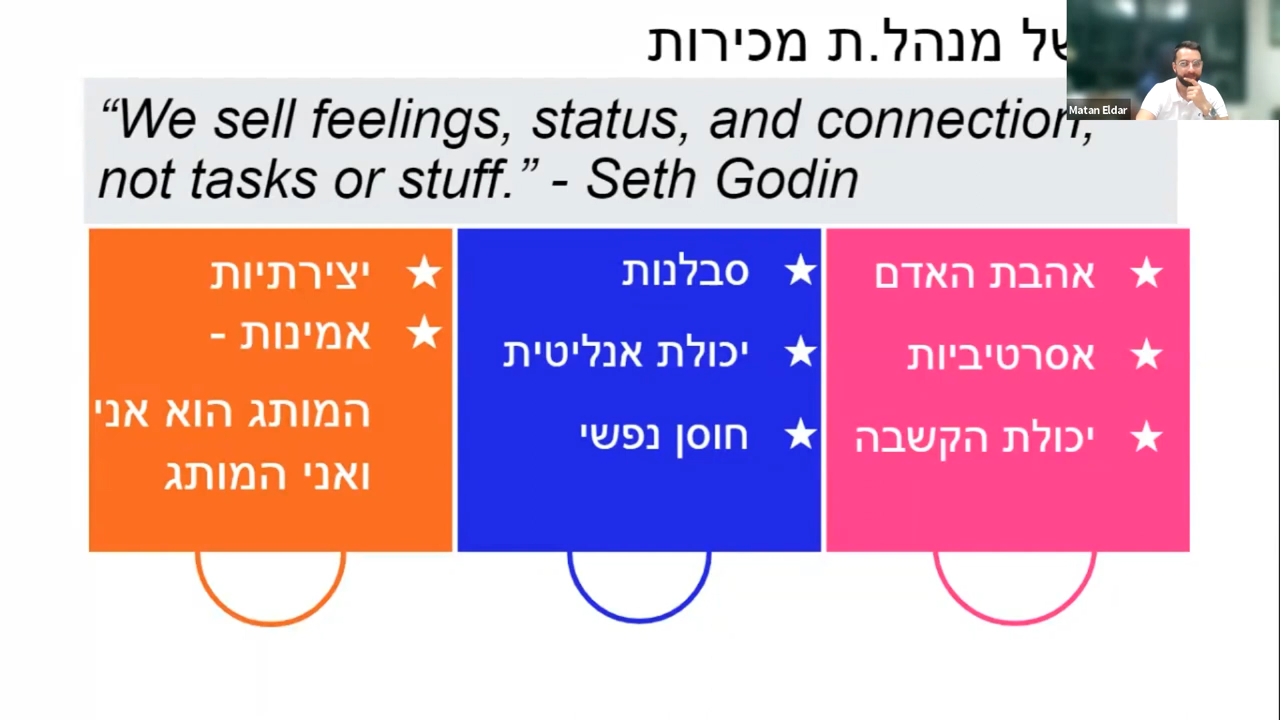 של מנהל.ת מכירות
Matan Eldar
“We sell feelings, status, and connection,
not tasks or stuff.” - Seth Godin
★ אהבת האדם
★ אסרטיביות
★ יכולת הקשבה
★ סבלנות
★ יכולת אנליטית
★ חוסן נפשי
★ יצירתיות
★ אמינות -
המותג הוא אני
ואני המותג